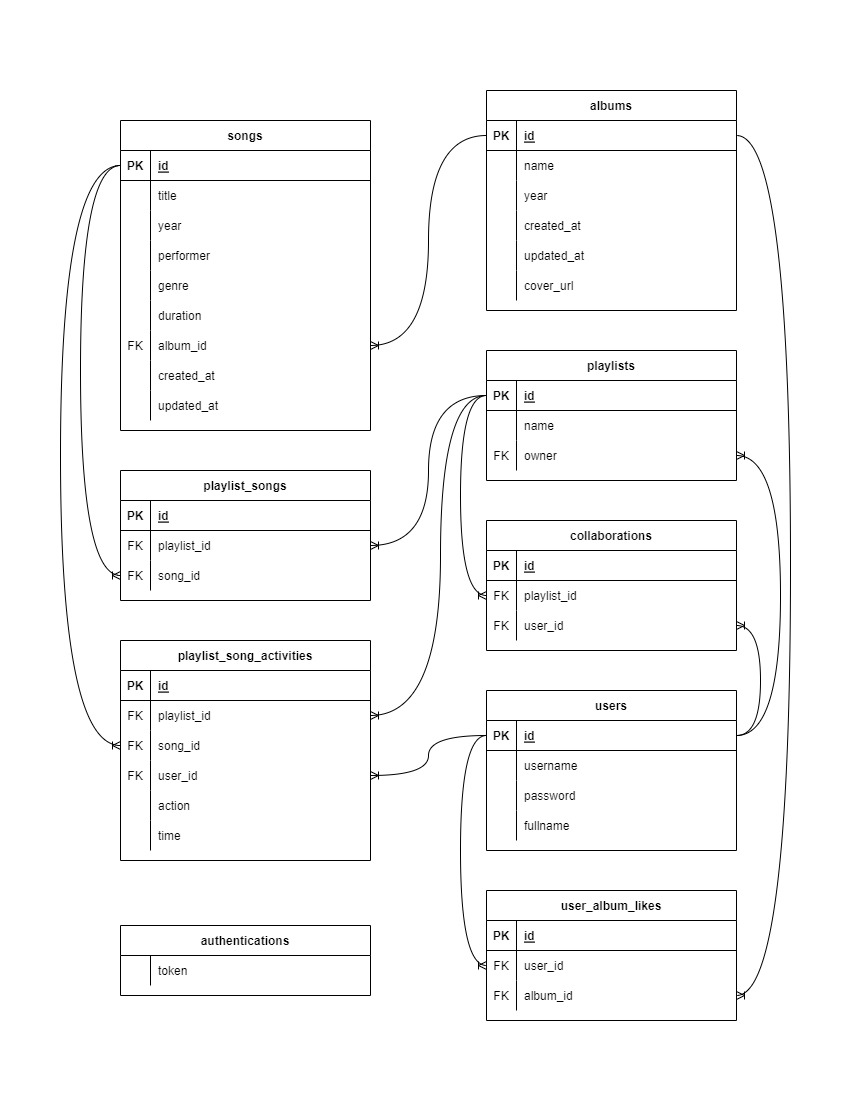 songs
PK id
title
year
performer
genre
duration
FK album_id
created_at
updated_at
playlist_songs
PK id
FK playlist_id
FK song_id
playlist_song_activities
PK id
FK playlist_id
FK song_id
FK user_id
action
time
authentications
token
albums
PK id
name
year
created_at
updated_at
cover_url
playlists
PK id
name
FK owner
collaborations
PK id
FK playlist_id
FK user_id
users
PK id
username
password
fullname
user_album_likes
PK id
FK user_id
FK album_id